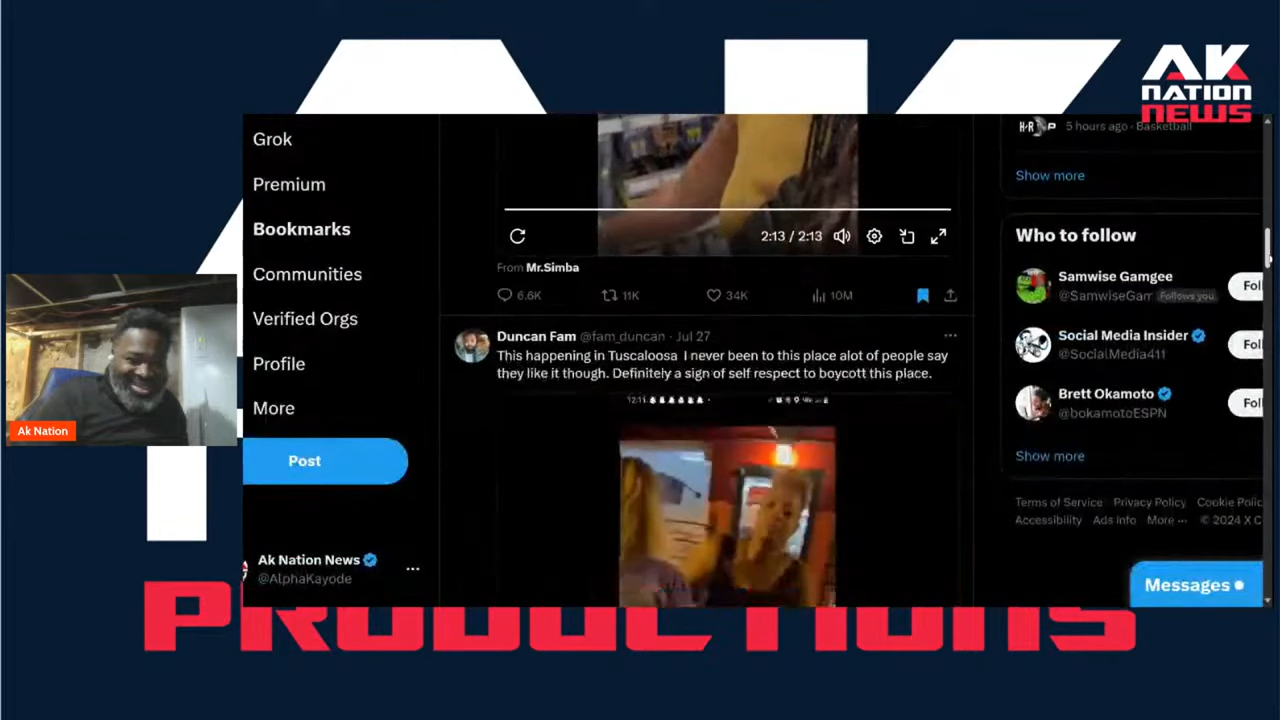 AK
NATION
NEWS
Grok
Premium
Bookmarks
Communities
Verified Orgs
Profile
More
Post
Ak Nation News
@AlphaKayode
Ak Nation
2:13 / 2:13
From Mr.Simba
6.6K 11K 34K 10M
Duncan Fam @fam_duncan · Jul 27
This happening in Tuscaloosa I never been to this place alot of people say
they like it though. Definitely a sign of self respect to boycott this place.
5 hours ago · Basketball
Show more
Who to follow
Samwise Gamgee
@SamwiseGam Follows you
Fol
Social Media Insider
@SocialMedia411
Fol
Brett Okamoto
@bokamotoESPN
Fol
Show more
Terms of Service Privacy Policy Cookie Polic
Accessibility Ads info More ··· © 2024 X C
Messages
PRODUCTIONS